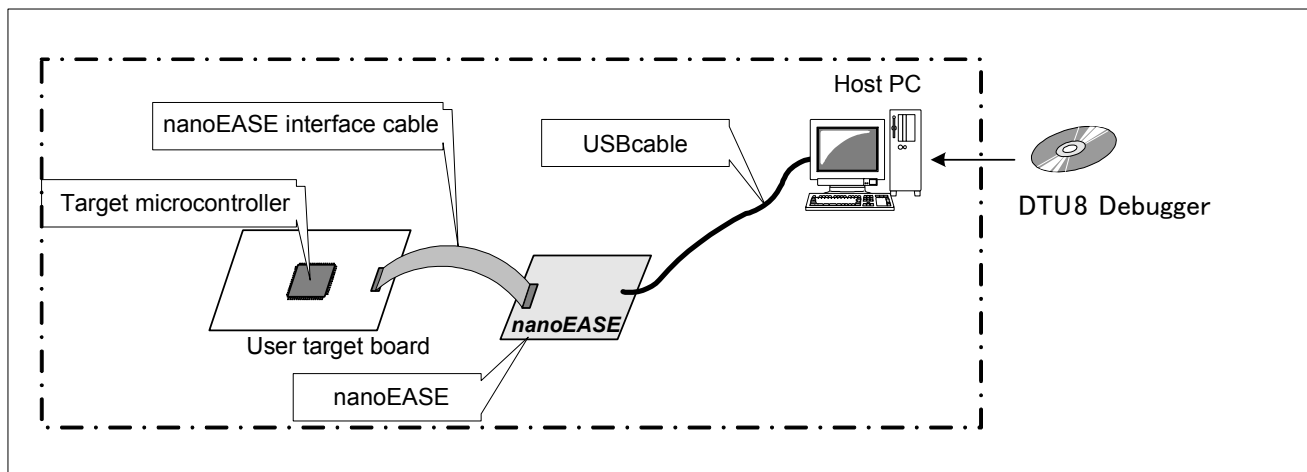 Host PC
nanoEASE interface cable
USBcable
Target microcontroller
DTU8 Debugger
nanoEASE
User target board
nanoEASE